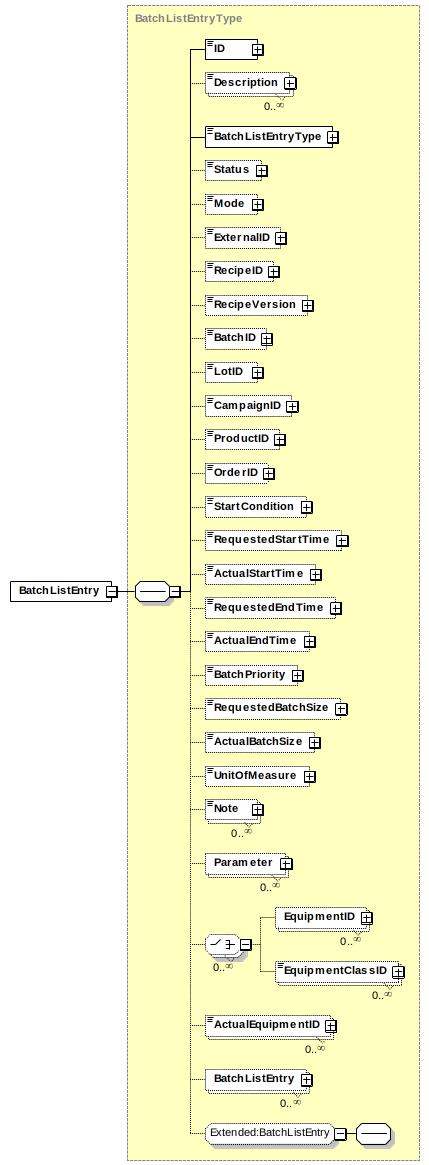 BatchListEntryType
ID
Description
0..∞
BatchListEntryType
Status
Mode
ExternalID
RecipeID
RecipeVersion
BatchID
LotID
CampaignID
ProductID
OrderID
StartCondition
RequestedStartTime
ActualStartTime
BatchListEntry
RequestedEndTime
ActualEndTime
BatchPriority
RequestedBatchSize
ActualBatchSize
UnitOfMeasure
Note
0..∞
Parameter
0..∞
EquipmentID
0..∞
0..∞
EquipmentClassID
0..∞
ActualEquipmentID
0..∞
BatchListEntry
0..∞
Extended:BatchListEntry